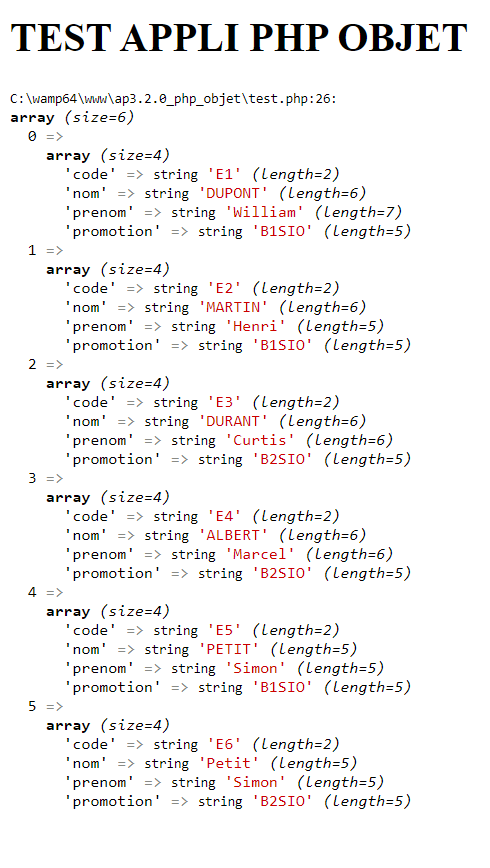 TEST APPLI PHP OBJET
C:\wamp64\www\ap3.2.0_php_objet\test.php:26:
array (size=6)
  0 =>
    array (size=4)
      'code' => string 'E1' (length=2)
      'nom' => string 'DUPONT' (length=6)
      'prenom' => string 'William' (length=7)
      'promotion' => string 'B1SIO' (length=5)
  1 =>
    array (size=4)
      'code' => string 'E2' (length=2)
      'nom' => string 'MARTIN' (length=6)
      'prenom' => string 'Henri' (length=5)
      'promotion' => string 'B1SIO' (length=5)
  2 =>
    array (size=4)
      'code' => string 'E3' (length=2)
      'nom' => string 'DURANT' (length=6)
      'prenom' => string 'Curtis' (length=6)
      'promotion' => string 'B2SIO' (length=5)
  3 =>
    array (size=4)
      'code' => string 'E4' (length=2)
      'nom' => string 'ALBERT' (length=6)
      'prenom' => string 'Marcel' (length=6)
      'promotion' => string 'B2SIO' (length=5)
  4 =>
    array (size=4)
      'code' => string 'E5' (length=2)
      'nom' => string 'PETIT' (length=5)
      'prenom' => string 'Simon' (length=5)
      'promotion' => string 'B1SIO' (length=5)
  5 =>
    array (size=4)
      'code' => string 'E6' (length=2)
      'nom' => string 'Petit' (length=5)
      'prenom' => string 'Simon' (length=5)
      'promotion' => string 'B2SIO' (length=5)